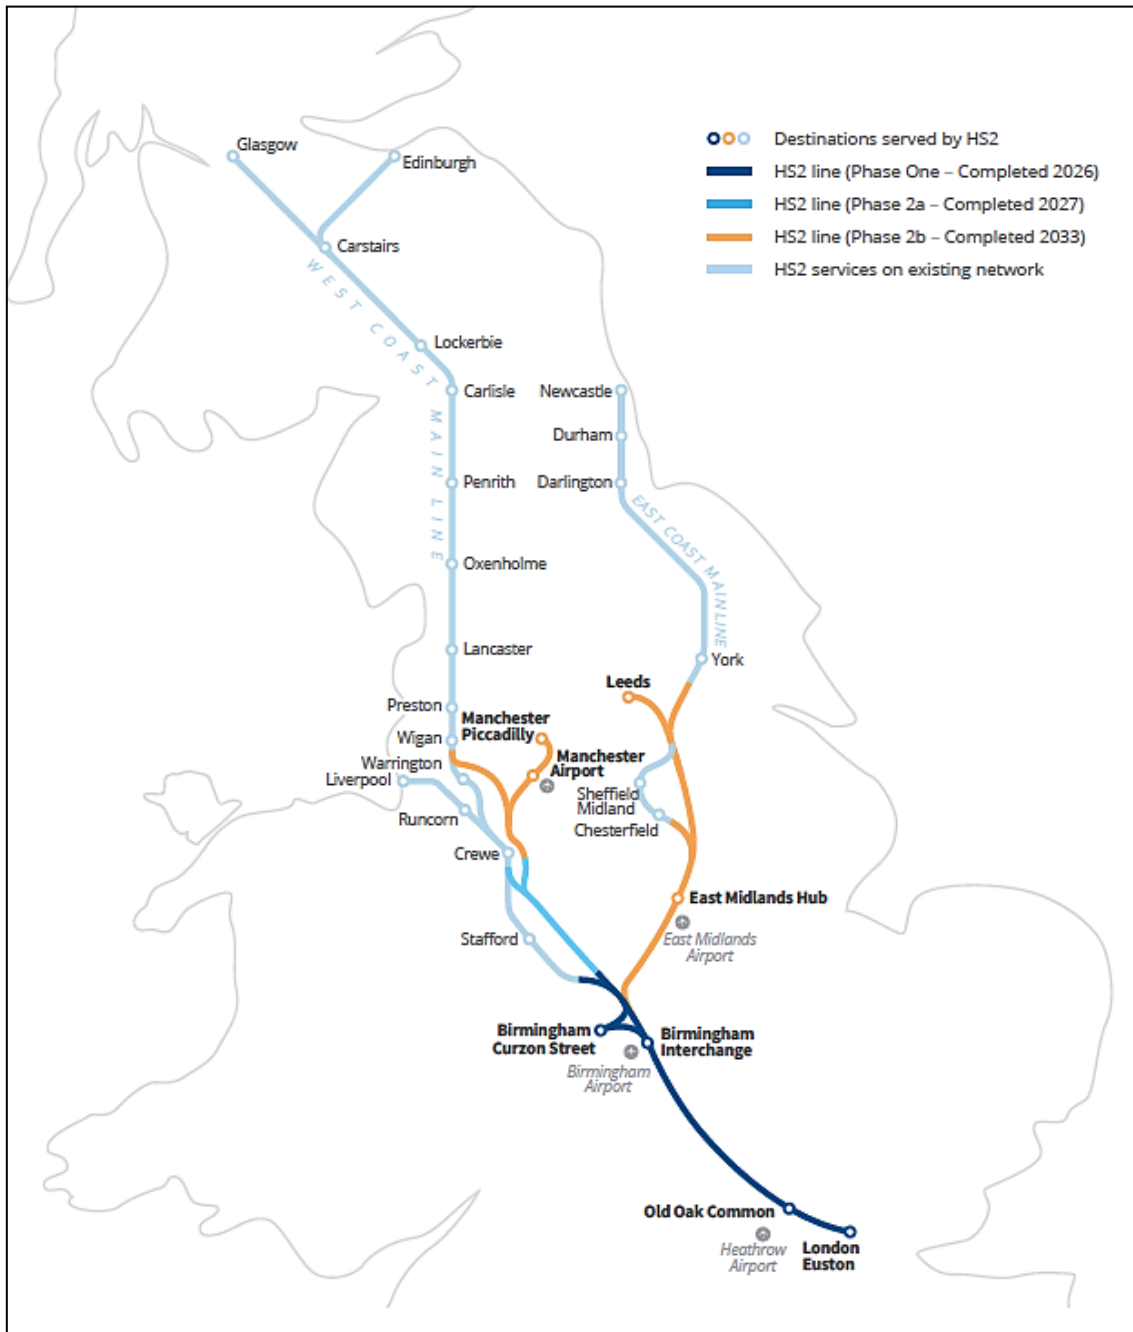 Glasgow
Edinburgh
Carstairs
WEST COAST MAIN LINE
Lockerbie
Carlisle
Penrith
Oxenholme
Lancaster
Preston
Wigan
Warrington
Liverpool
Runcorn
Crewe
Stafford
Manchester
Piccadilly
Manchester
Airport
Newcastle
Durham
Darlington
EAST COAST MAIN LINE
York
Leeds
Sheffield
Midland
Chesterfield
East Midlands Hub
East Midlands
Airport
Birmingham
Curzon Street
Birmingham
Interchange
Birmingham
Airport
Old Oak Common
Heathrow
Airport
London
Euston
Destinations served by HS2
HS2 line (Phase One – Completed 2026)
HS2 line (Phase 2a – Completed 2027)
HS2 line (Phase 2b – Completed 2033)
HS2 services on existing network